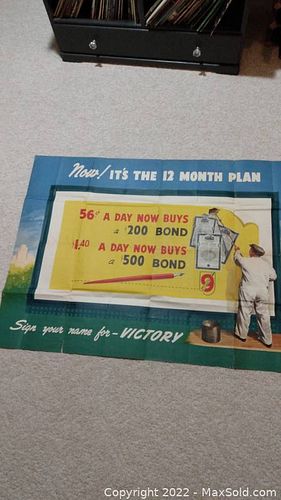 Now! IT'S THE 12 MONTH PLAN
56¢ A DAY NOW BUYS
a $200 BOND
$1.40 A DAY NOW BUYS
a $500 BOND
9
Sign your name for - VICTORY
Copyright 2022 - MaxSold.com